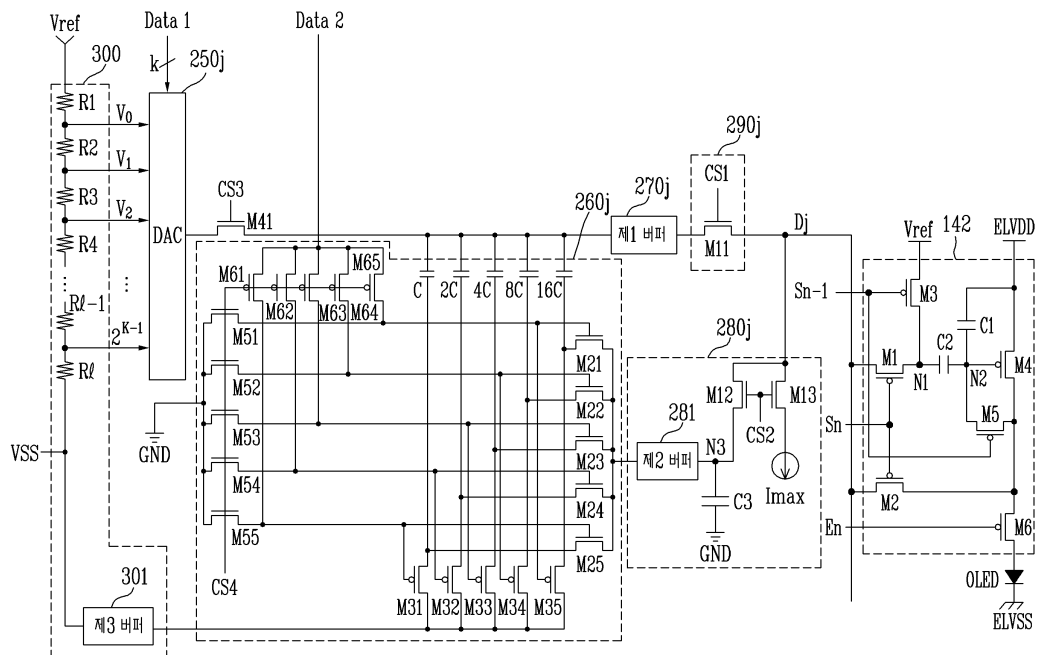 Vref
Data 1
Data 2
k
300
250j
R1
V0
R2
V1
R3
V2
R4
Rℓ-1
2^K-1
Rℓ
DAC
VSS
GND
301
제3 버퍼
CS3
M41
260j
M61
M62
M63
M64
M65
C
2C
4C
8C
16C
M51
M52
M53
M54
M55
CS4
M21
M22
M23
M24
M25
M31
M32
M33
M34
M35
270j
제1 버퍼
290j
CS1
M11
Dj
280j
281
제2 버퍼
N3
C3
GND
M12
M13
CS2
Imax
142
Vref
ELVDD
Sn-1
M3
C1
C2
M1
N1
N2
M4
M5
Sn
M2
En
M6
OLED
ELVSS